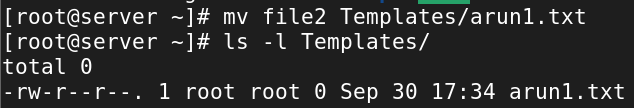 [root@server ~]# mv file2 Templates/arun1.txt
[root@server ~]# ls -l Templates/
total 0
-rw-r--r--. 1 root root 0 Sep 30 17:34 arun1.txt